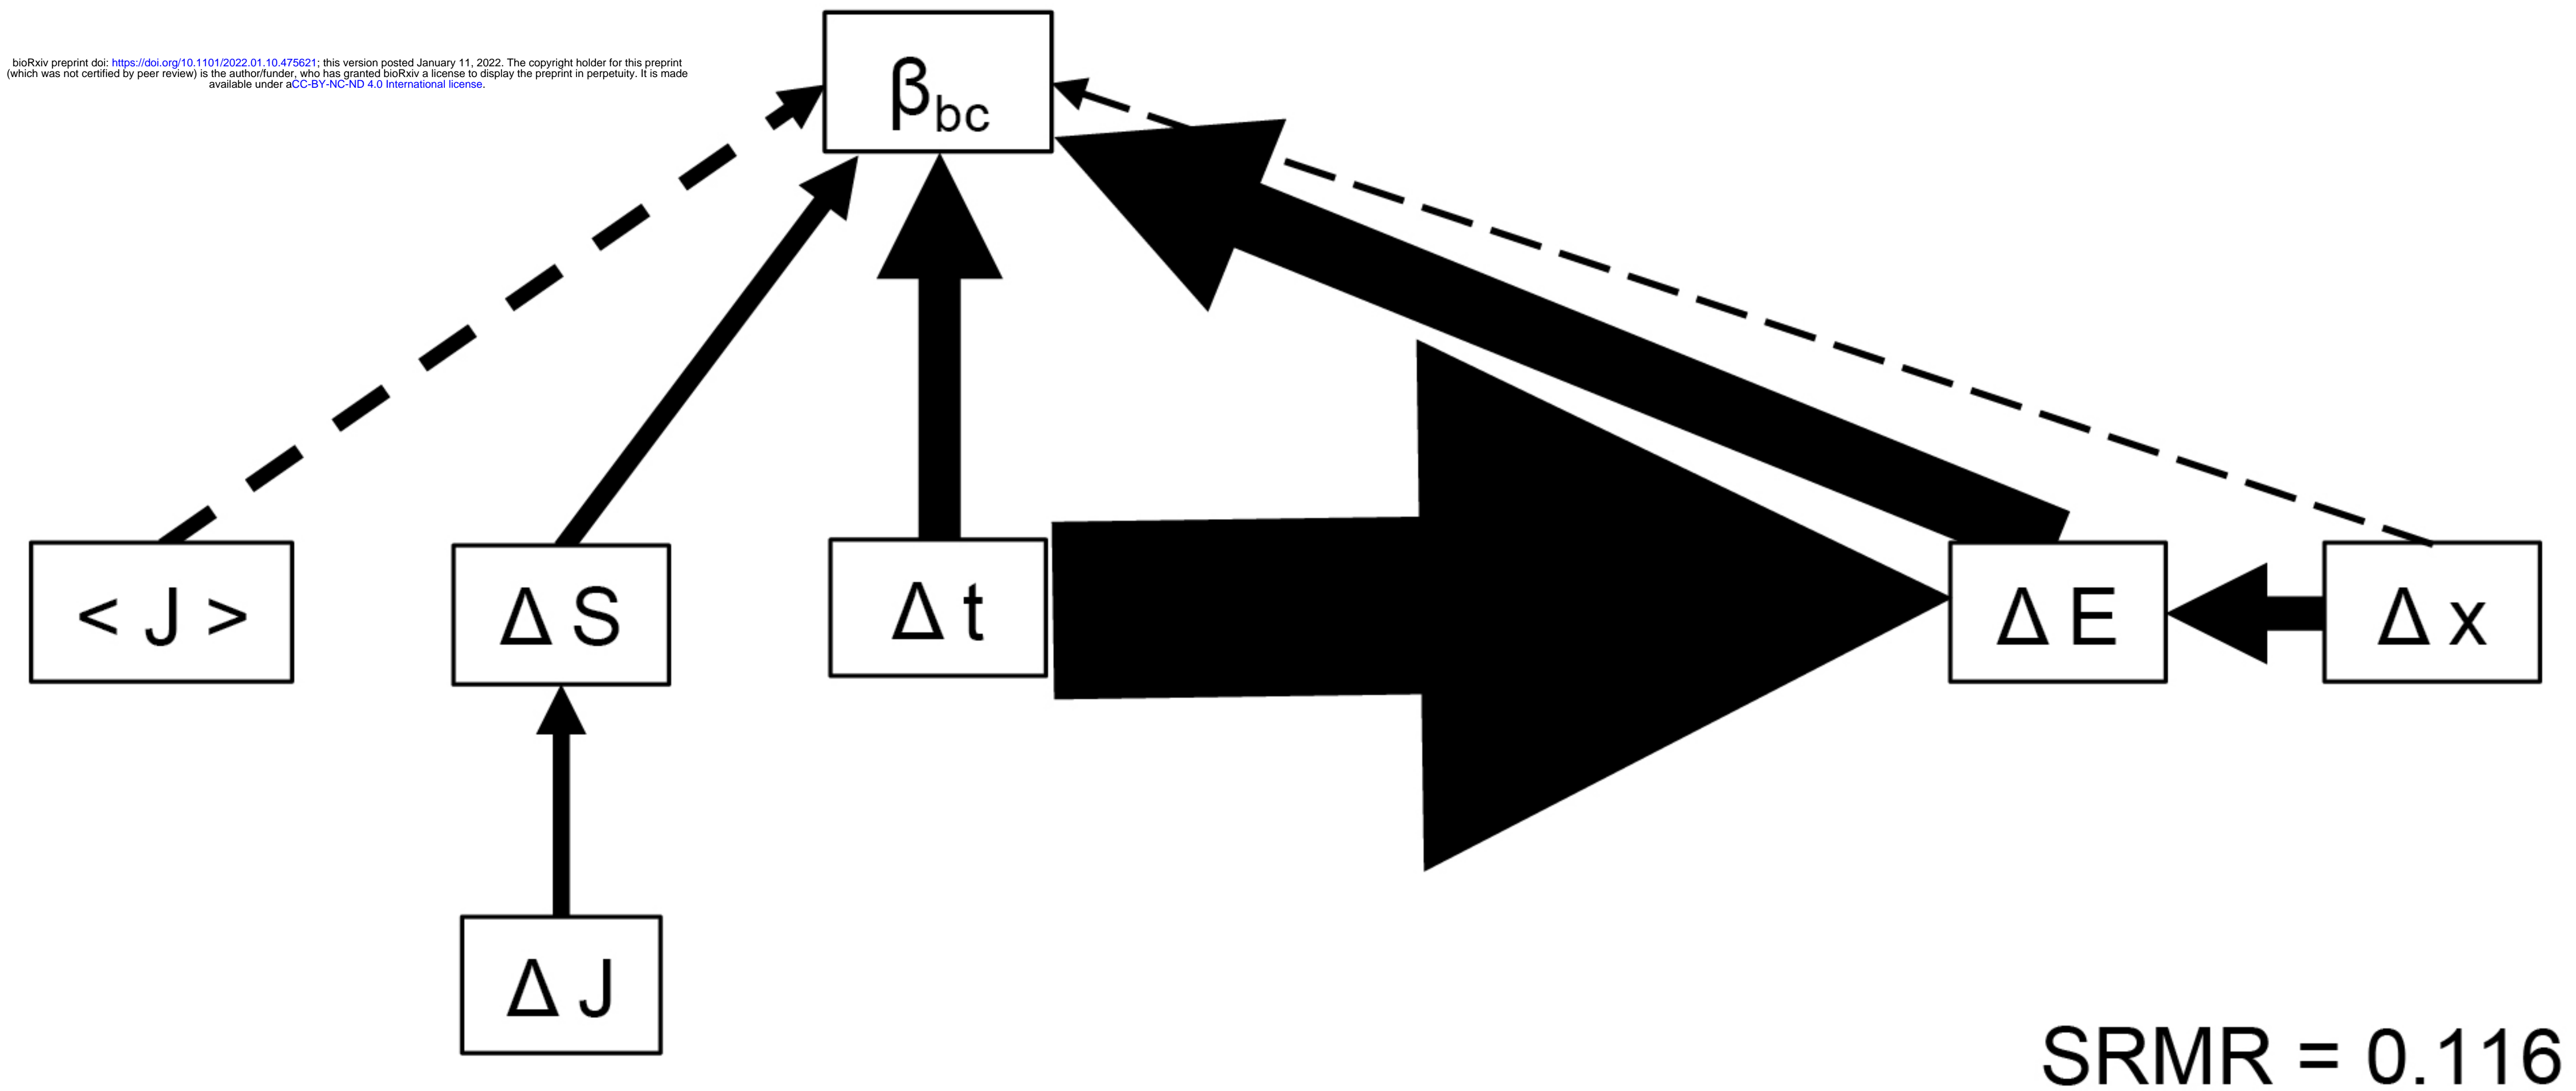 bioRxiv preprint doi: https://doi.org/10.1101/2022.01.10.475621; this version posted January 11, 2022. The copyright holder for this preprint
(which was not certified by peer review) is the author/funder, who has granted bioRxiv a license to display the preprint in perpetuity. It is made
available under aCC-BY-NC-ND 4.0 International license.
βbc
< J >
Δ S
Δ t
Δ E
Δ x
Δ J
SRMR = 0.116